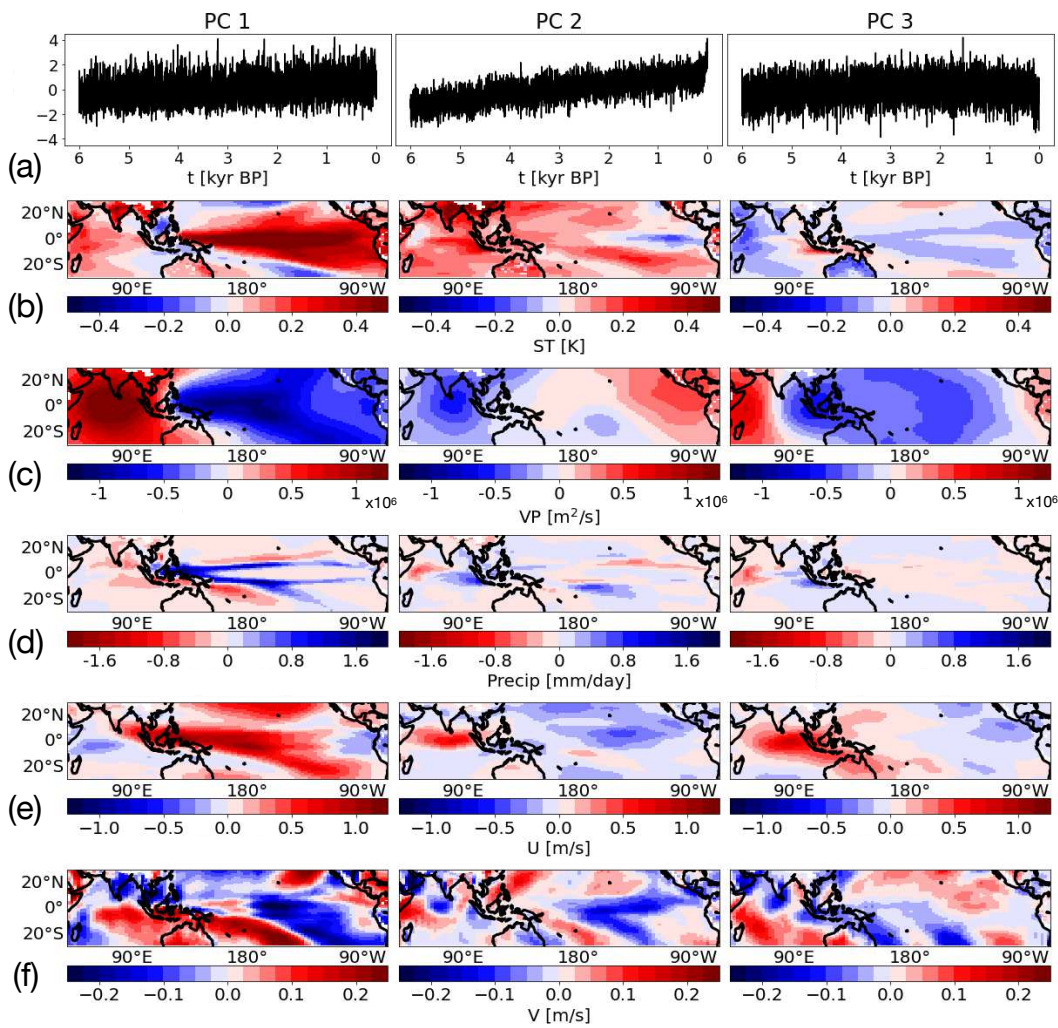 PC 1 PC 2 PC 3
4
2
0
−2
−4
6 5 4 3 2 1 0 6 5 4 3 2 1 0 6 5 4 3 2 1 0
(a) t [kyr BP] t [kyr BP] t [kyr BP]
20°N
0°
20°S
90°E 180° 90°W 90°E 180° 90°W 90°E 180° 90°W
(b)
−0.4 −0.2 0.0 0.2 0.4 −0.4 −0.2 0.0 0.2 0.4 −0.4 −0.2 0.0 0.2 0.4
ST [K]
20°N
0°
20°S
90°E 180° 90°W 90°E 180° 90°W 90°E 180° 90°W
(c)
-1 -0.5 0 0.5 1 x10⁶ -1 -0.5 0 0.5 1 x10⁶ -1 -0.5 0 0.5 1 x10⁶
VP [m²/s]
20°N
0°
20°S
90°E 180° 90°W 90°E 180° 90°W 90°E 180° 90°W
(d)
-1.6 -0.8 0 0.8 1.6 -1.6 -0.8 0 0.8 1.6 -1.6 -0.8 0 0.8 1.6
Precip [mm/day]
20°N
0°
20°S
90°E 180° 90°W 90°E 180° 90°W 90°E 180° 90°W
(e)
−1.0 −0.5 0.0 0.5 1.0 −1.0 −0.5 0.0 0.5 1.0 −1.0 −0.5 0.0 0.5 1.0
U [m/s]
20°N
0°
20°S
90°E 180° 90°W 90°E 180° 90°W 90°E 180° 90°W
(f)
−0.2 −0.1 0.0 0.1 0.2 −0.2 −0.1 0.0 0.1 0.2 −0.2 −0.1 0.0 0.1 0.2
V [m/s]